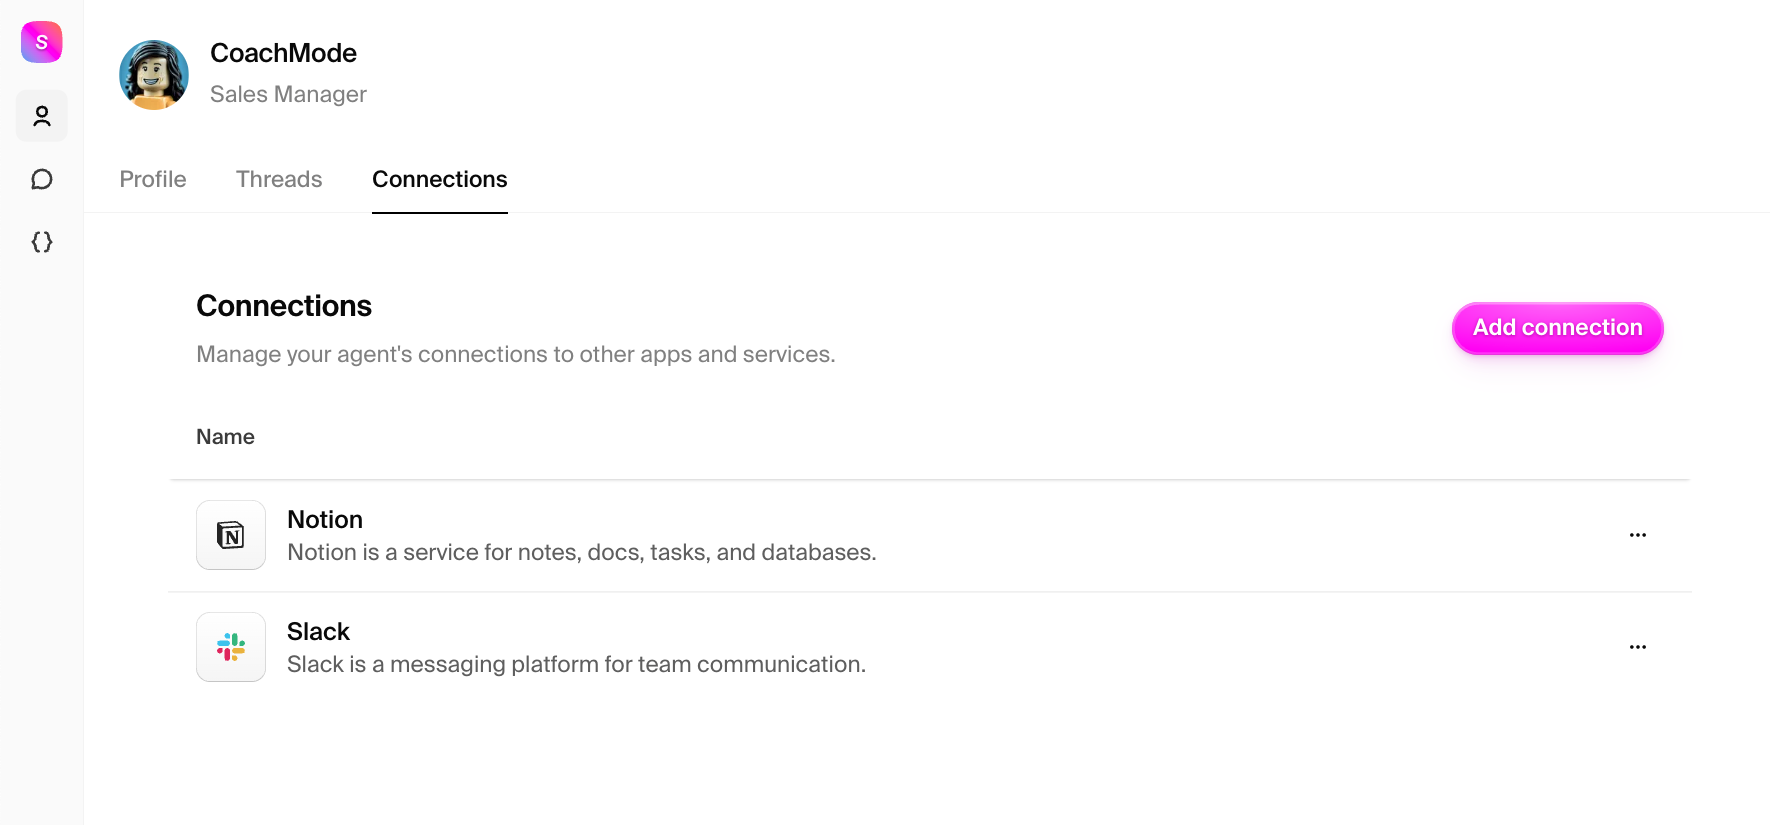 S
CoachMode
Sales Manager
Profile Threads Connections
{}
Connections
Manage your agent's connections to other apps and services.
Add connection
Name
N
Notion
Notion is a service for notes, docs, tasks, and databases.
...
Slack
Slack is a messaging platform for team communication.
...